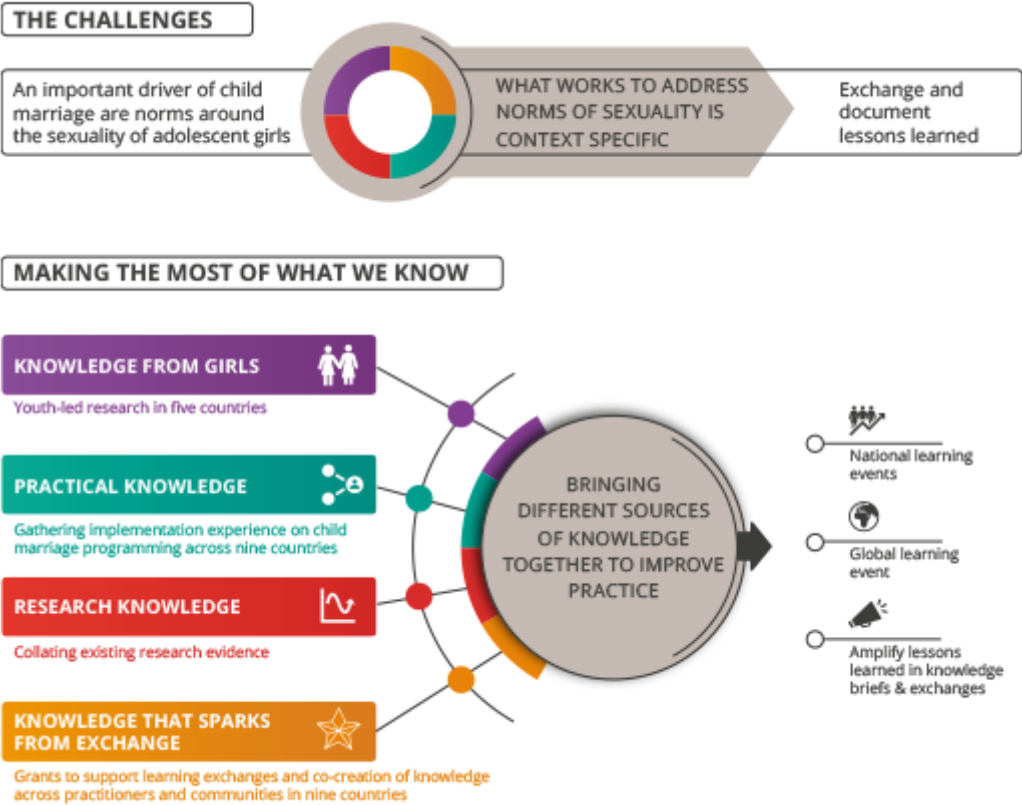 THE CHALLENGES
An important driver of child
marriage are norms around
the sexuality of adolescent girls
WHAT WORKS TO ADDRESS
NORMS OF SEXUALITY IS
CONTEXT SPECIFIC
Exchange and
document
lessons learned
MAKING THE MOST OF WHAT WE KNOW
KNOWLEDGE FROM GIRLS
Youth-led research in five countries
PRACTICAL KNOWLEDGE
Gathering implementation experience on child
marriage programming across nine countries
RESEARCH KNOWLEDGE
Collating existing research evidence
KNOWLEDGE THAT SPARKS
FROM EXCHANGE
Grants to support learning exchanges and co-creation of knowledge
across practitioners and communities in nine countries
BRINGING
DIFFERENT SOURCES
OF KNOWLEDGE
TOGETHER TO IMPROVE
PRACTICE
National learning
events
Global learning
event
Amplify lessons
learned in knowledge
briefs & exchanges